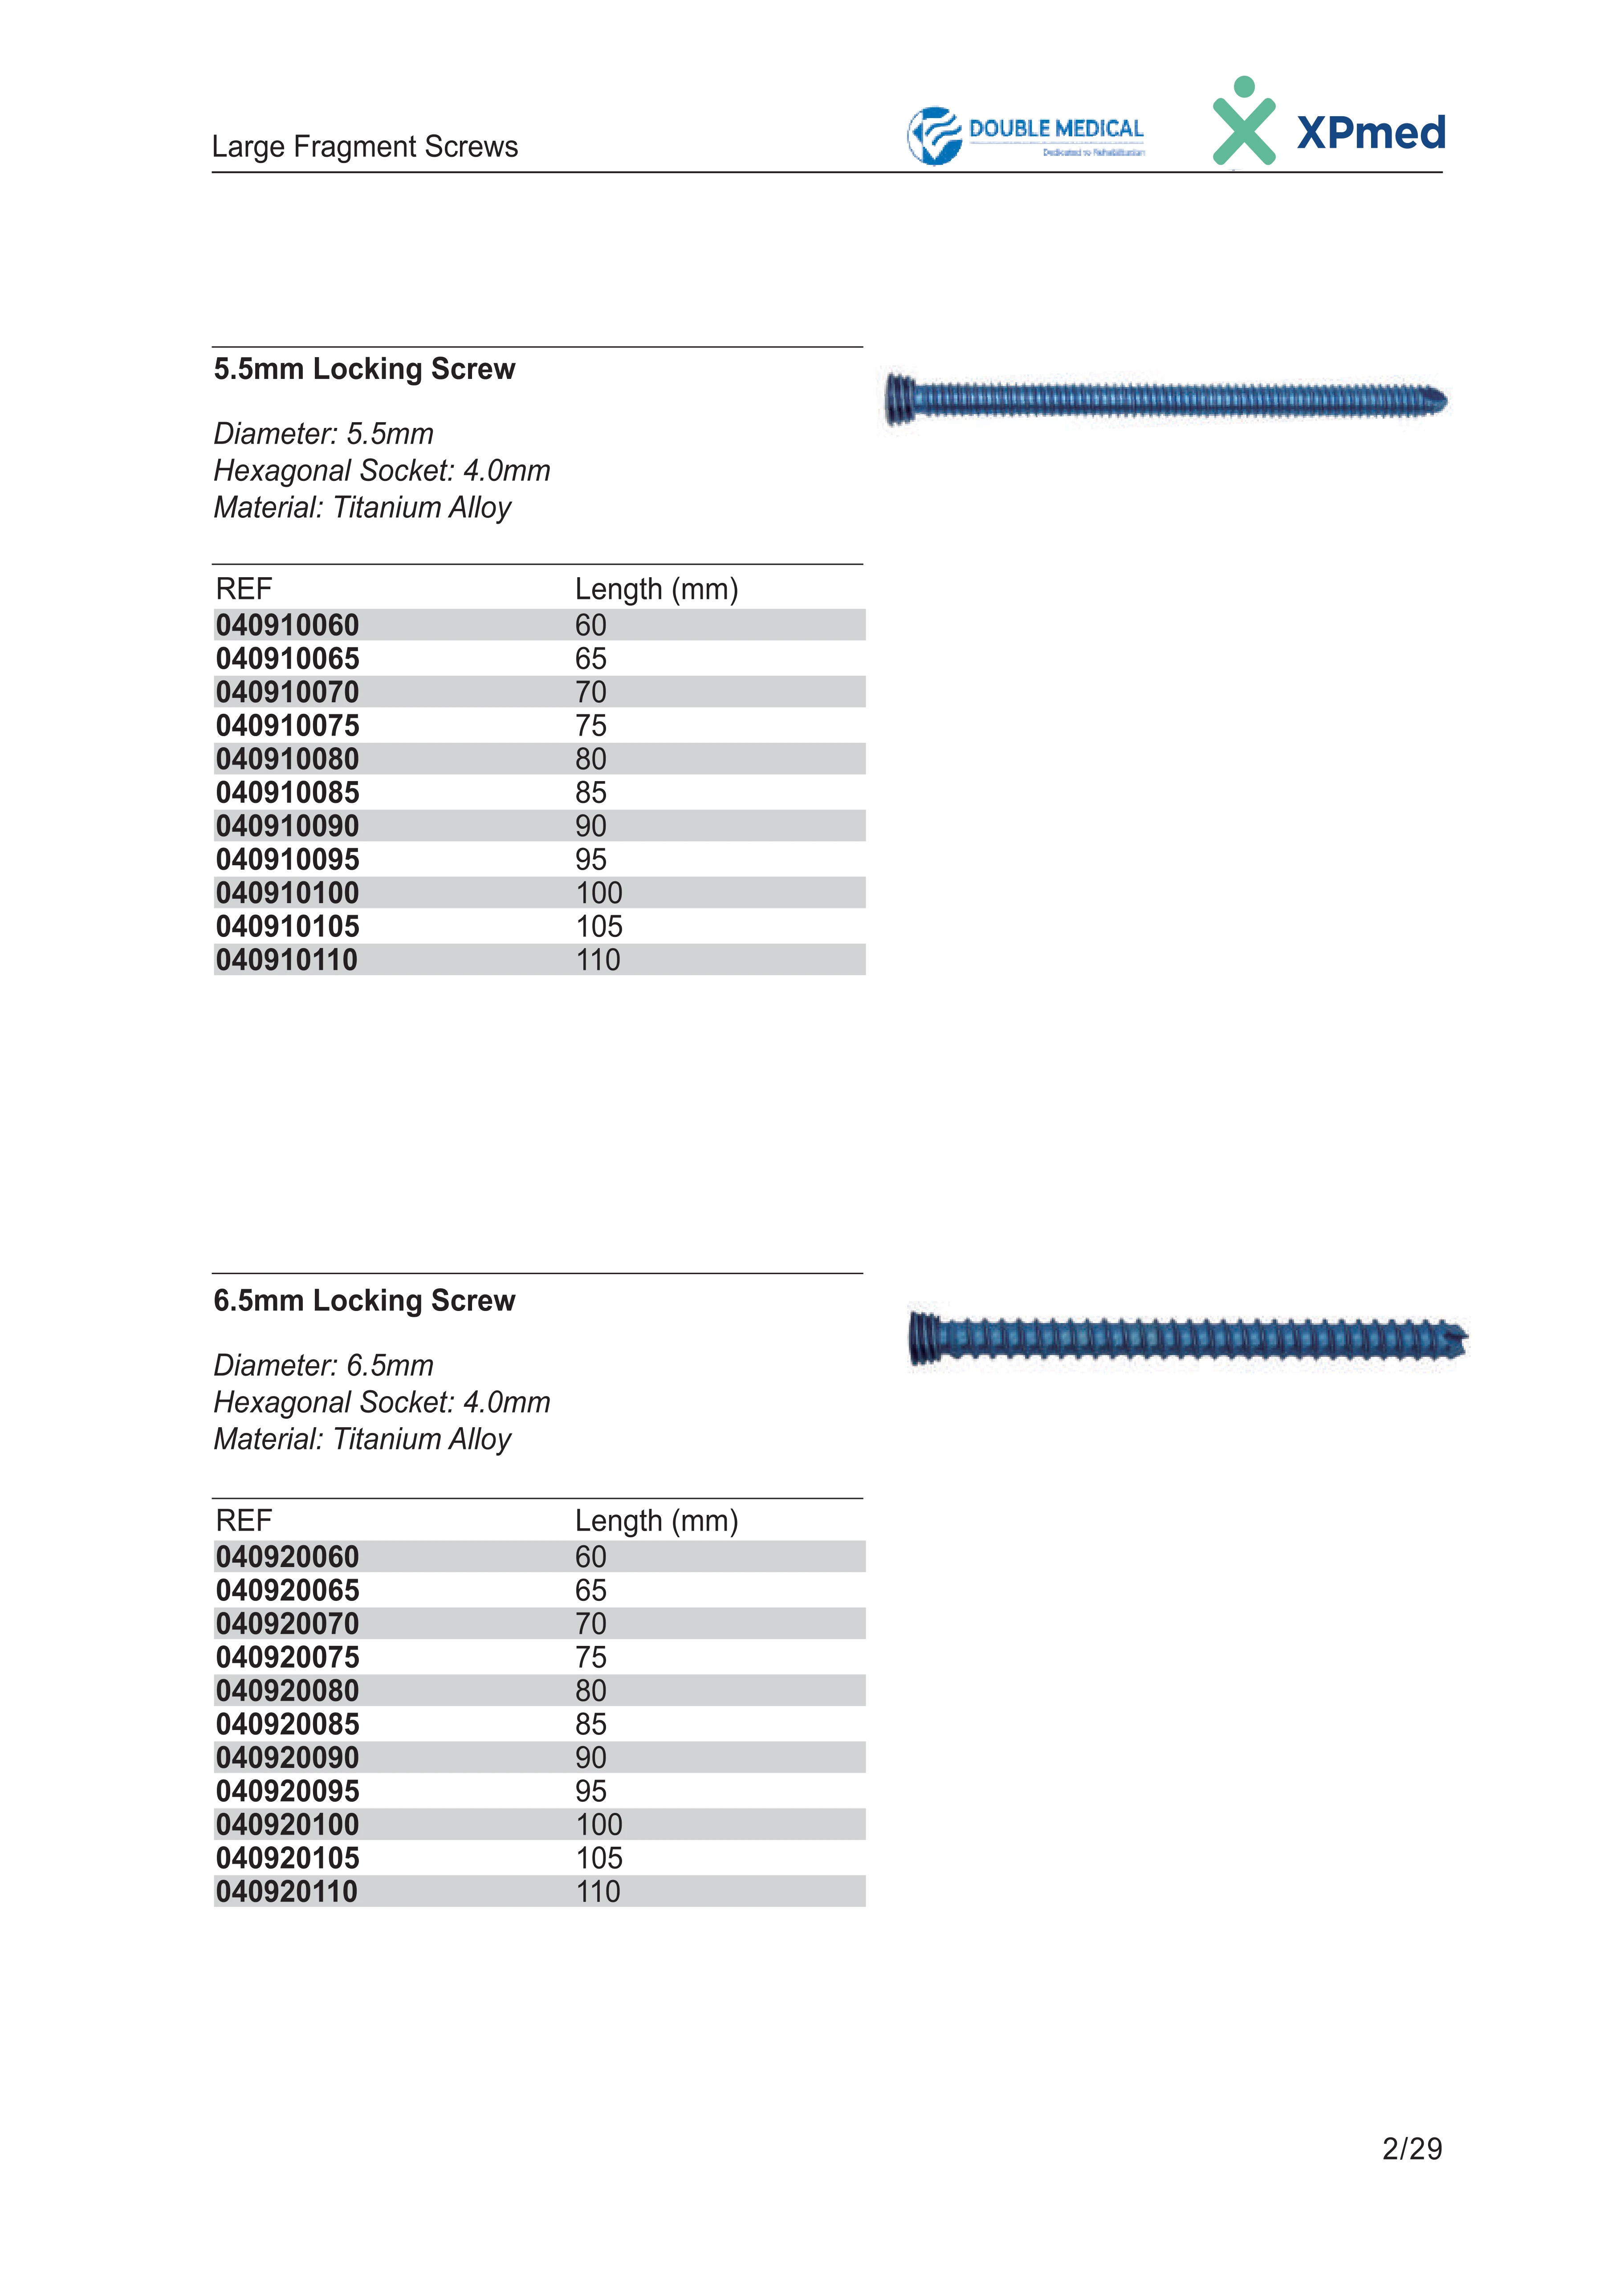 Large Fragment Screws
DOUBLE MEDICAL
Dedicated to Rehabilitation
XPmed
5.5mm Locking Screw
Diameter: 5.5mm
Hexagonal Socket: 4.0mm
Material: Titanium Alloy
REF Length (mm)
040910060 60
040910065 65
040910070 70
040910075 75
040910080 80
040910085 85
040910090 90
040910095 95
040910100 100
040910105 105
040910110 110
6.5mm Locking Screw
Diameter: 6.5mm
Hexagonal Socket: 4.0mm
Material: Titanium Alloy
REF Length (mm)
040920060 60
040920065 65
040920070 70
040920075 75
040920080 80
040920085 85
040920090 90
040920095 95
040920100 100
040920105 105
040920110 110
2/29